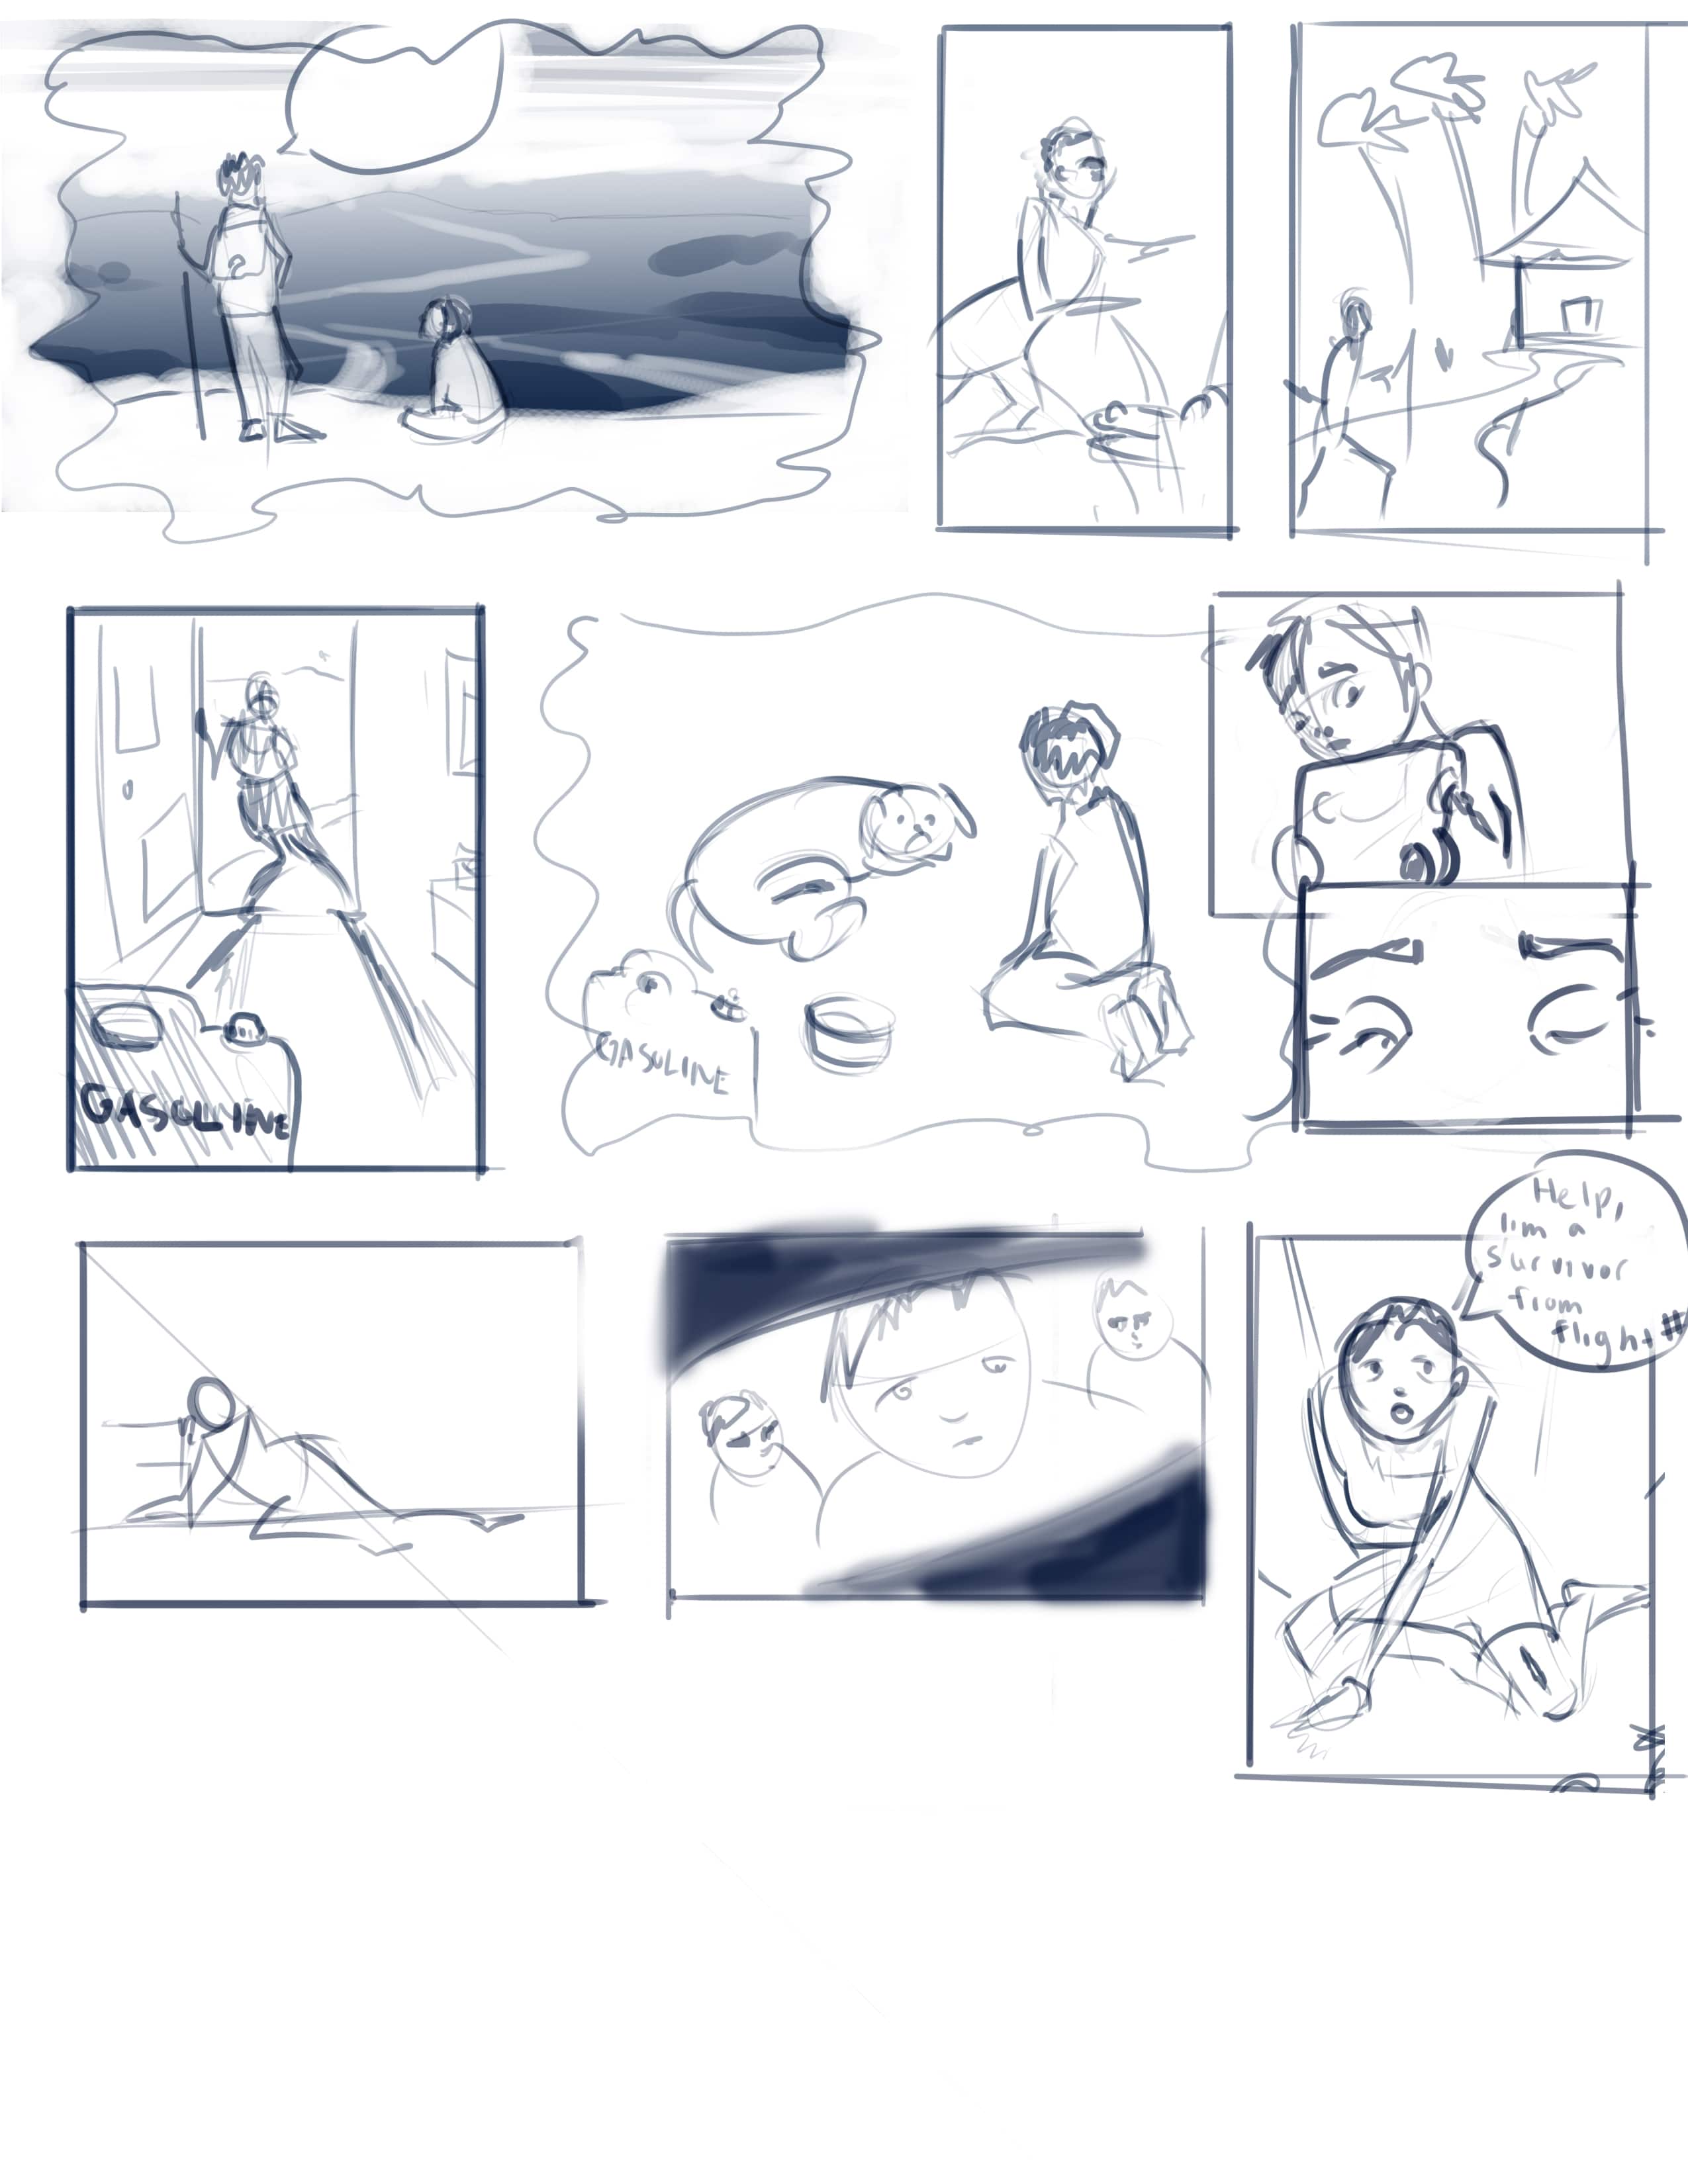 GASOLINE
GASOLINE
Help,
I'm a
survivor
from
flight #